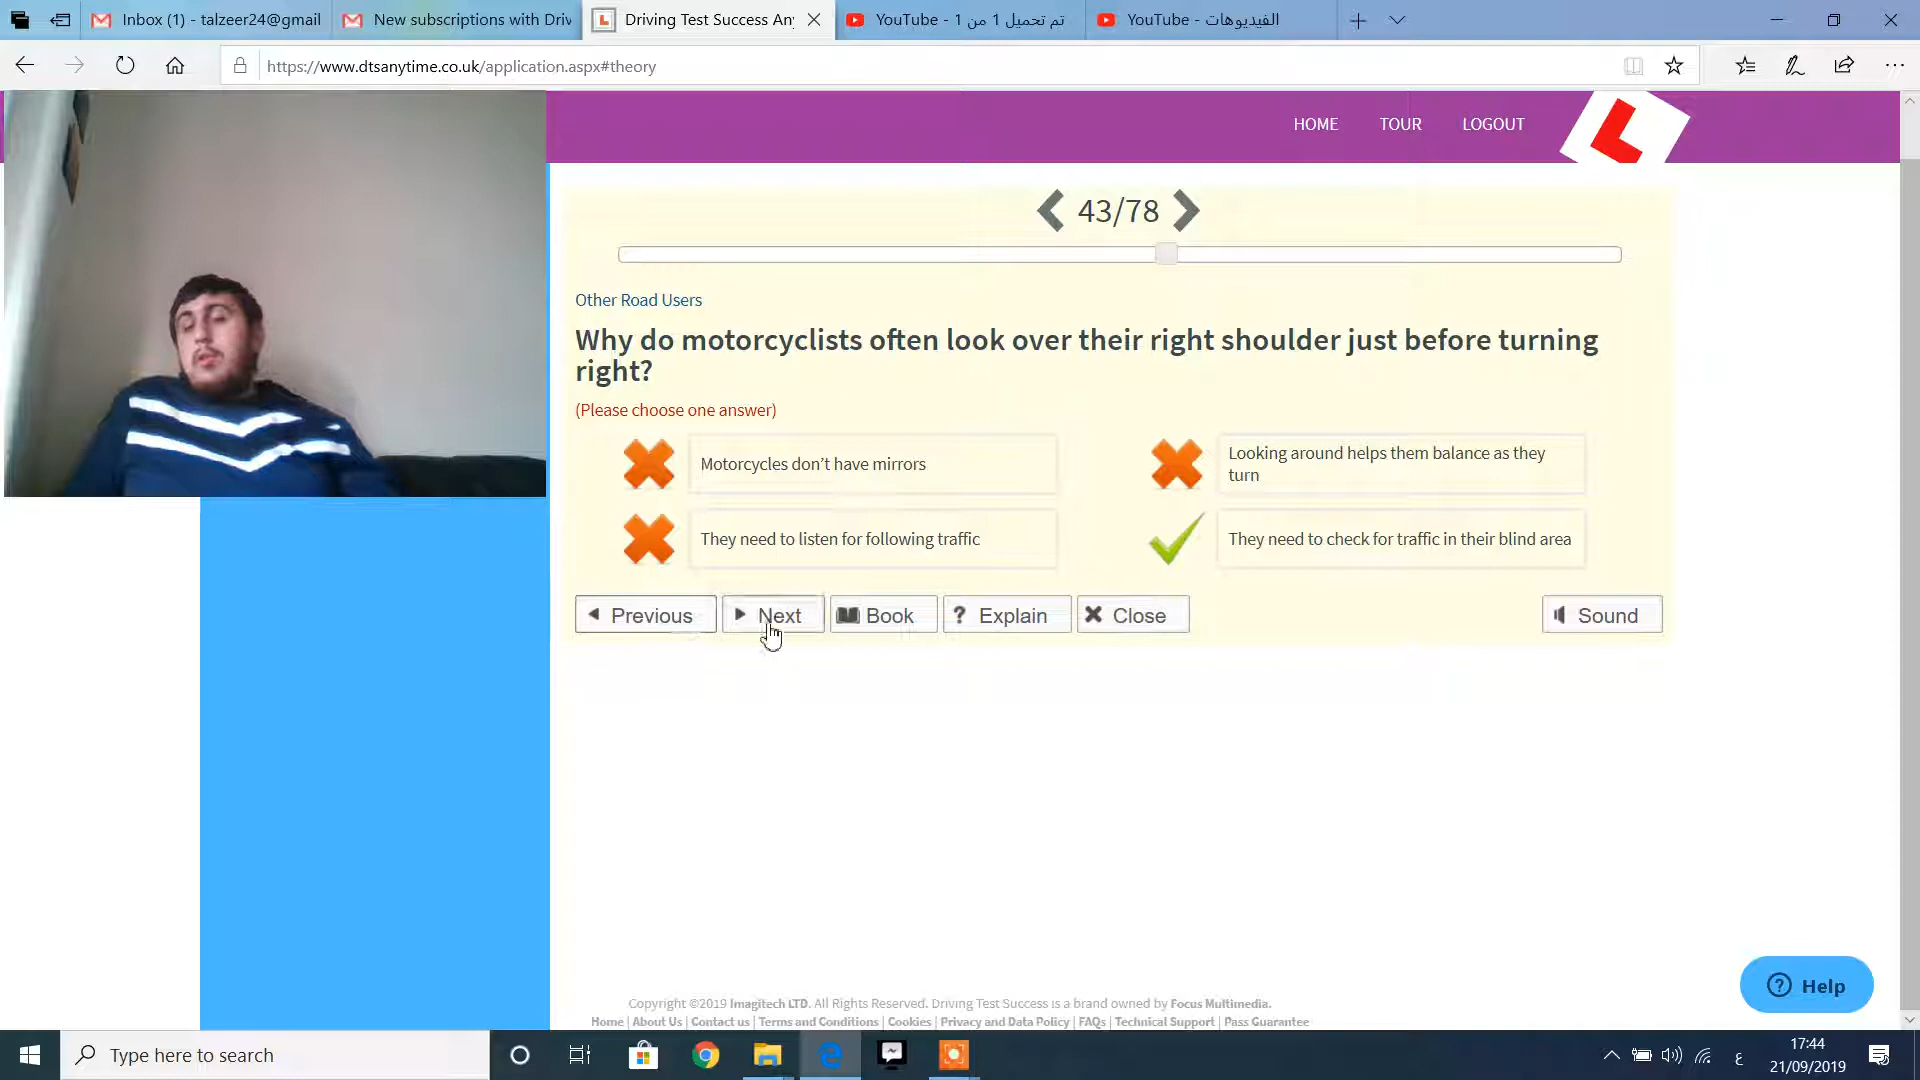 Inbox (1) - talzeer24@gmail
New subscriptions with Driv
Driving Test Success Any
YouTube - تم تحميل 1 من 1
YouTube - الفيديوهات
https://www.dtsanytime.co.uk/application.aspx#theory
HOME TOUR LOGOUT
43/78
Other Road Users
Why do motorcyclists often look over their right shoulder just before turning
right?
(Please choose one answer)
Motorcycles don't have mirrors
Looking around helps them balance as they
turn
They need to listen for following traffic
They need to check for traffic in their blind area
Previous Next Book ? Explain Close Sound
? Help
Copyright ©2019 Imagitech LTD. All Rights Reserved. Driving Test Success is a brand owned by Focus Multimedia.
Home | About Us | Contact us | Terms and Conditions | Cookies | Privacy and Data Policy | FAQs | Technical Support | Pass Guarantee
Type here to search
ع
17:44
21/09/2019